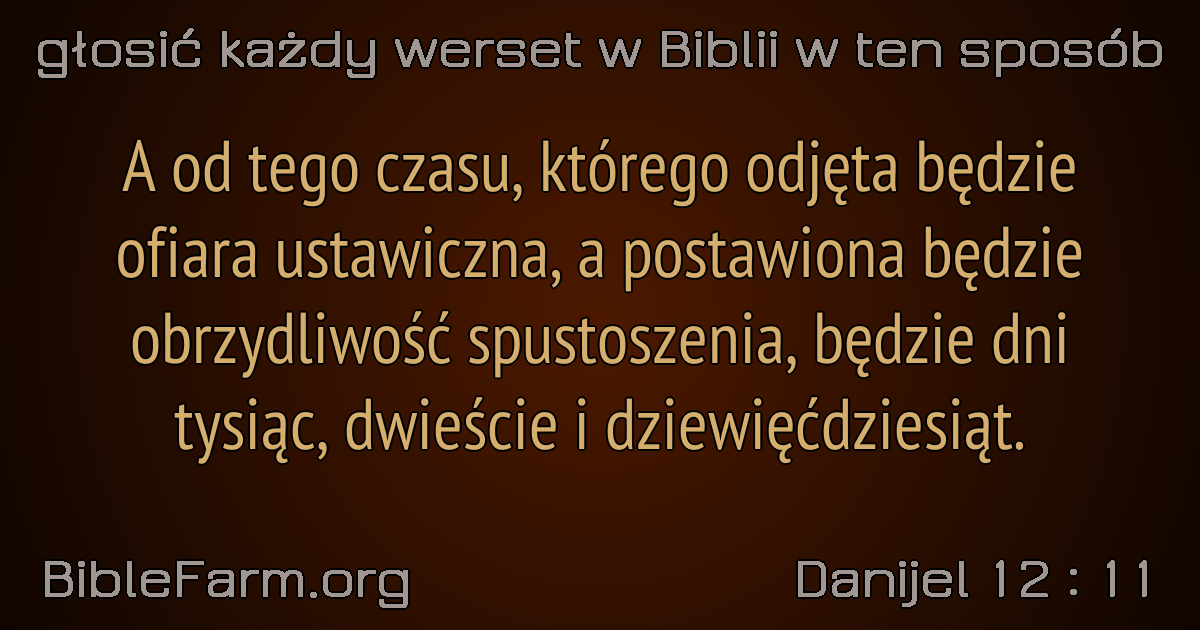 głosić każdy werset w Biblii w ten sposób
A od tego czasu, którego odjęta będzie
ofiara ustawiczna, a postawiona będzie
obrzydliwość spustoszenia, będzie dni
tysiąc, dwieście i dziewięćdziesiąt.
BibleFarm.org
Danijel 12 : 11